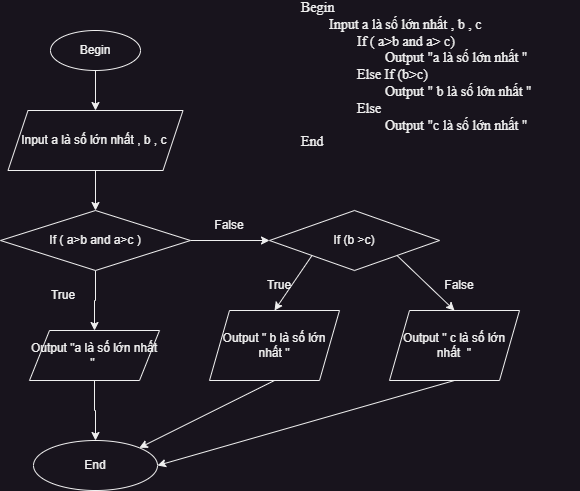 Begin
Input a là số lớn nhất , b , c
If ( a>b and a> c)
Output "a là số lớn nhất "
Else If (b>c)
Output " b là số lớn nhất "
Else
Output "c là số lớn nhất "
End
Begin
Input a là số lớn nhất , b , c
If ( a>b and a>c )
False
If (b >c)
True
True
False
Output "a là số lớn nhất
"
Output " b là số lớn
nhất "
Output " c là số lớn
nhất "
End